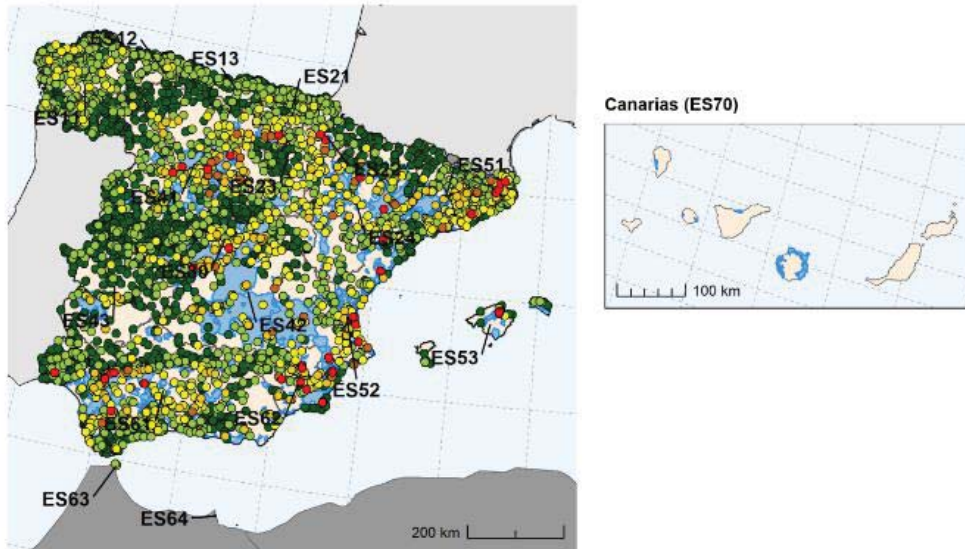 ES12
ES13
ES21
ES11
Canarias (ES70)
ES51
ES22
ES23
ES41
ES24
ES30
100 km
ES43
ES42
ES53
ES52
ES61
ES62
ES63
ES64
200 km